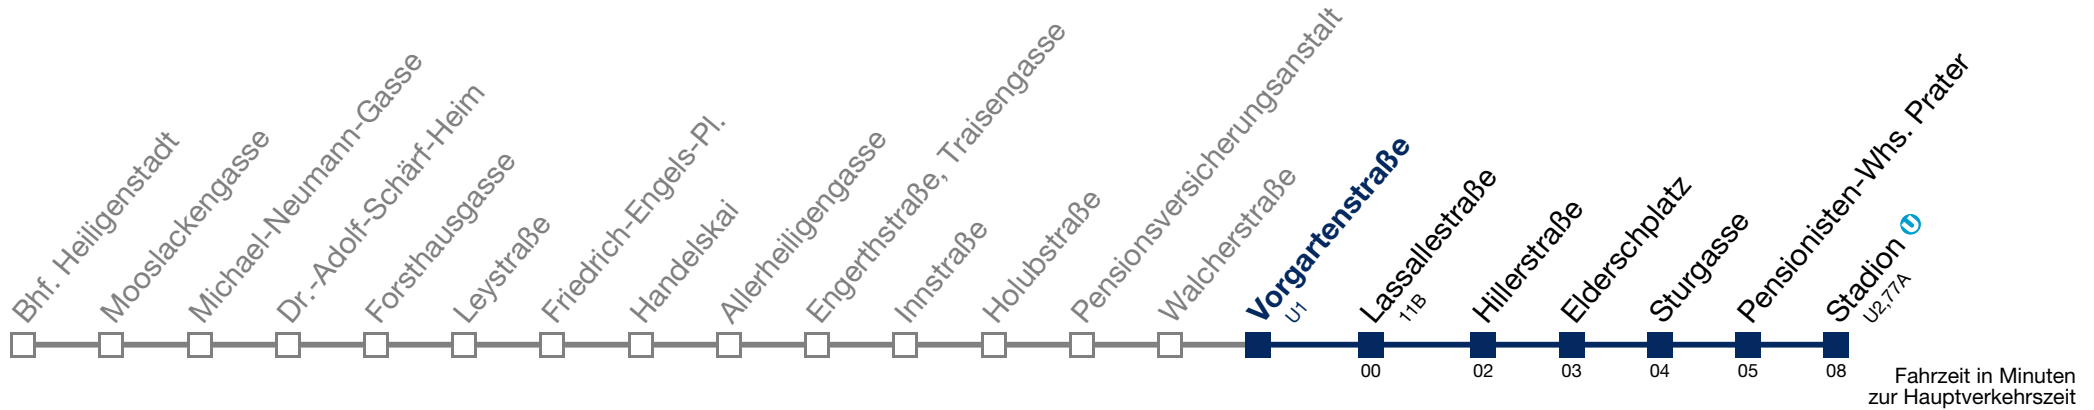 Bhf. Heiligenstadt
Mooslackengasse
Michael-Neumann-Gasse
Dr.-Adolf-Schärf-Heim
Forsthausgasse
Leystraße
Friedrich-Engels-Pl.
Handelskai
Allerheiligengasse
Engerthstraße, Traisengasse
Innstraße
Holubstraße
Pensionsversicherungsanstalt
Walcherstraße
Vorgartenstraße
U1
Lassallestraße
11B
Hillerstraße
Elderschplatz
Sturgasse
Pensionisten-Whs. Prater
Stadion U
U2,77A
00 02 03 04 05 08
Fahrzeit in Minuten
zur Hauptverkehrszeit